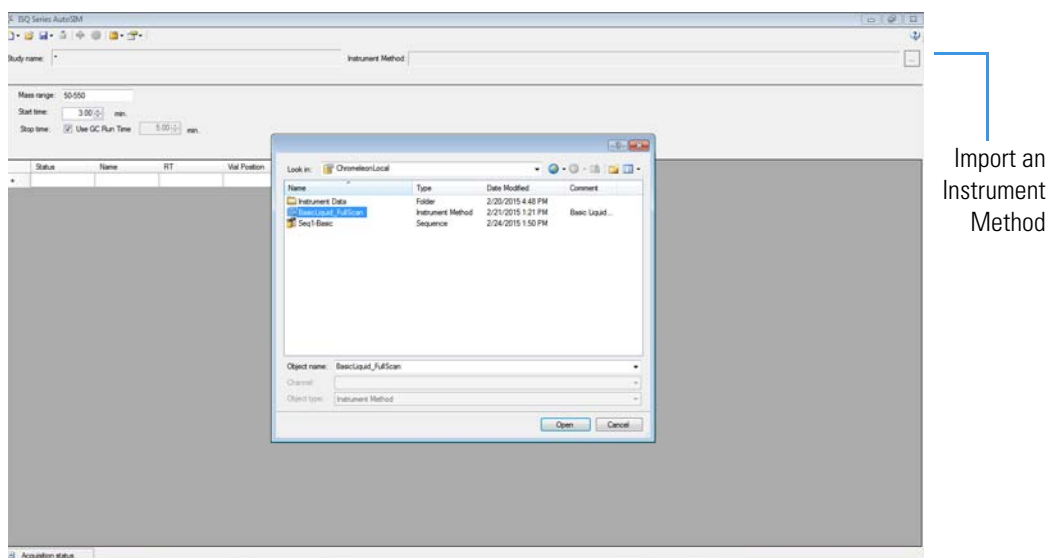 ISQ Series AutoSIM
Study name: *
Instrument Method:
...
Mass range: 50-550
Start time: 3.00 min.
Stop time: Use GC Run Time 5.00 min.
Status Name RT Vial Position
Look in: ChromeleonLocal
Name Type Date Modified Comment
Instrument Data Folder 2/20/2015 4:48 PM
BasicLiquid_FullScan Instrument Method 2/21/2015 1:21 PM Basic Liquid...
Seq1-Basic Sequence 2/24/2015 1:50 PM
Object name: BasicLiquid_FullScan
Channel:
Object type: Instrument Method
Open Cancel
Acquisition status
Import an
Instrument
Method